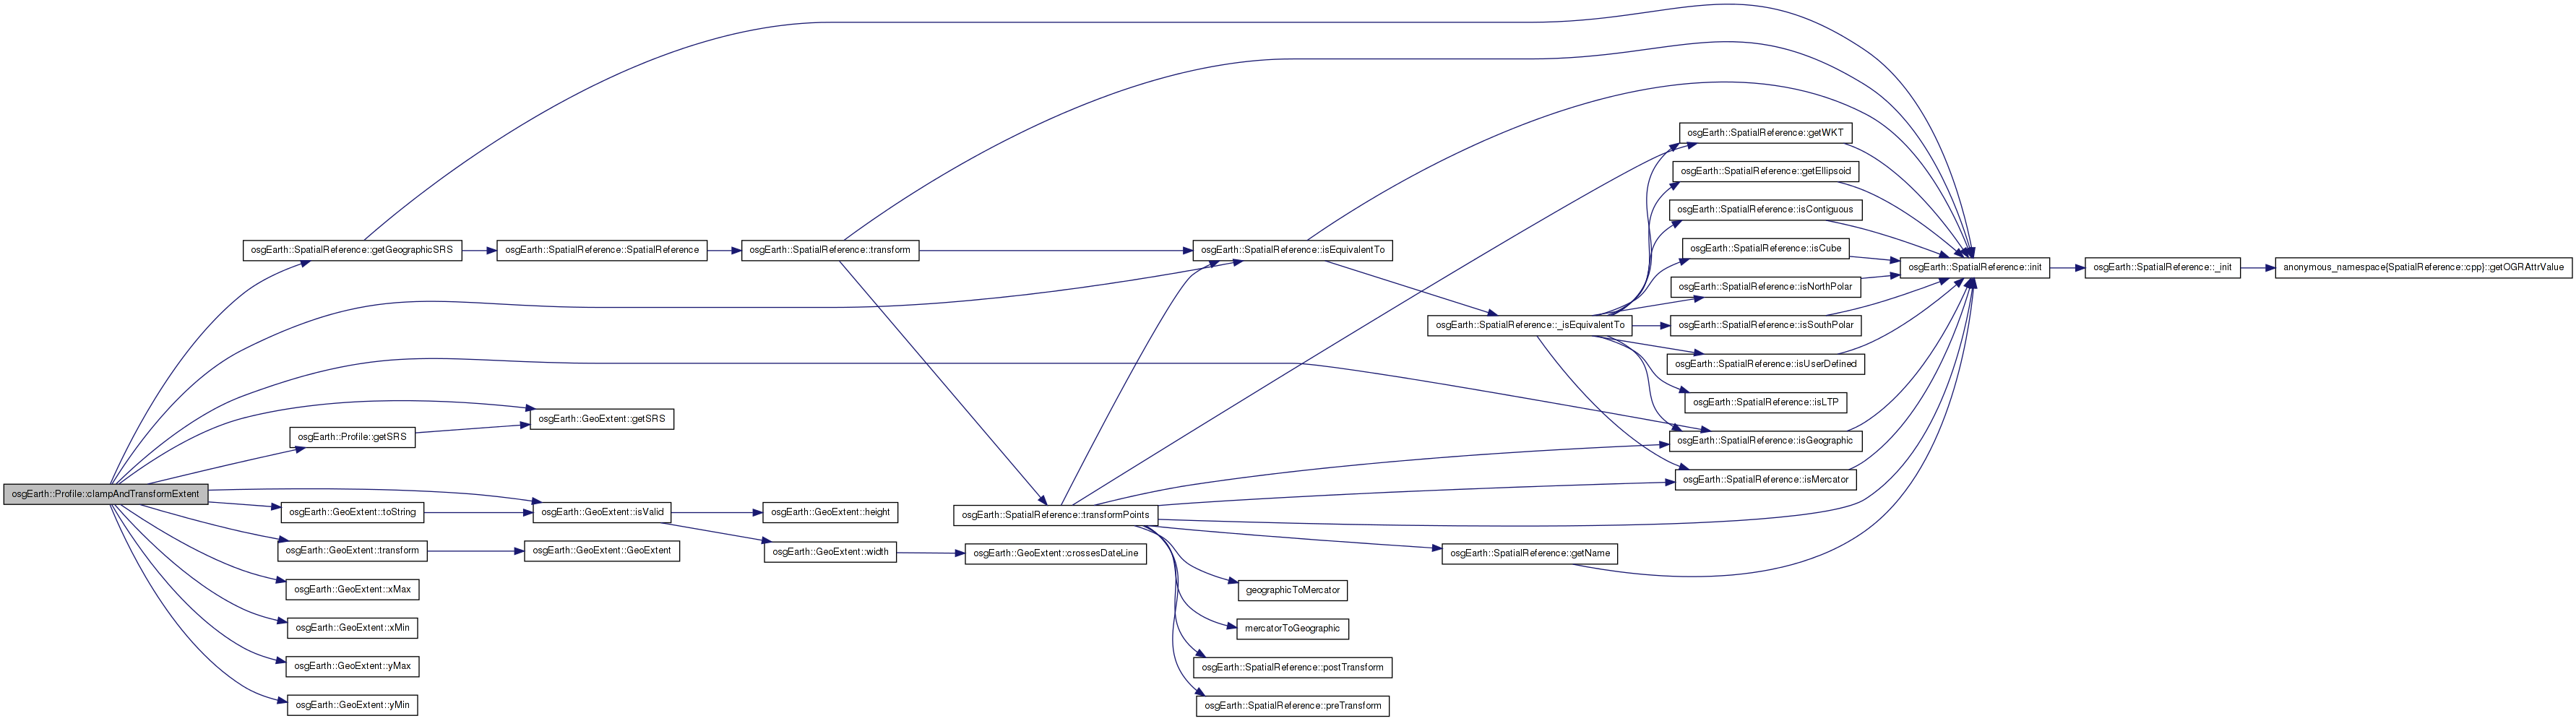 osgEarth::Profile::clampAndTransformExtent
osgEarth::SpatialReference::getGeographicSRS
osgEarth::SpatialReference::SpatialReference
osgEarth::SpatialReference::transform
osgEarth::SpatialReference::isEquivalentTo
osgEarth::SpatialReference::_isEquivalentTo
osgEarth::SpatialReference::getWKT
osgEarth::SpatialReference::getEllipsoid
osgEarth::SpatialReference::isContiguous
osgEarth::SpatialReference::isCube
osgEarth::SpatialReference::isNorthPolar
osgEarth::SpatialReference::isSouthPolar
osgEarth::SpatialReference::isUserDefined
osgEarth::SpatialReference::isLTP
osgEarth::SpatialReference::isGeographic
osgEarth::SpatialReference::isMercator
osgEarth::SpatialReference::init
osgEarth::SpatialReference::_init
anonymous_namespace{SpatialReference::cpp}::getOGRAttrValue
osgEarth::GeoExtent::getSRS
osgEarth::Profile::getSRS
osgEarth::GeoExtent::toString
osgEarth::GeoExtent::isValid
osgEarth::GeoExtent::height
osgEarth::GeoExtent::width
osgEarth::GeoExtent::crossesDateLine
osgEarth::GeoExtent::transform
osgEarth::GeoExtent::GeoExtent
osgEarth::GeoExtent::xMax
osgEarth::GeoExtent::xMin
osgEarth::GeoExtent::yMax
osgEarth::GeoExtent::yMin
osgEarth::SpatialReference::transformPoints
osgEarth::SpatialReference::getName
geographicToMercator
mercatorToGeographic
osgEarth::SpatialReference::postTransform
osgEarth::SpatialReference::preTransform